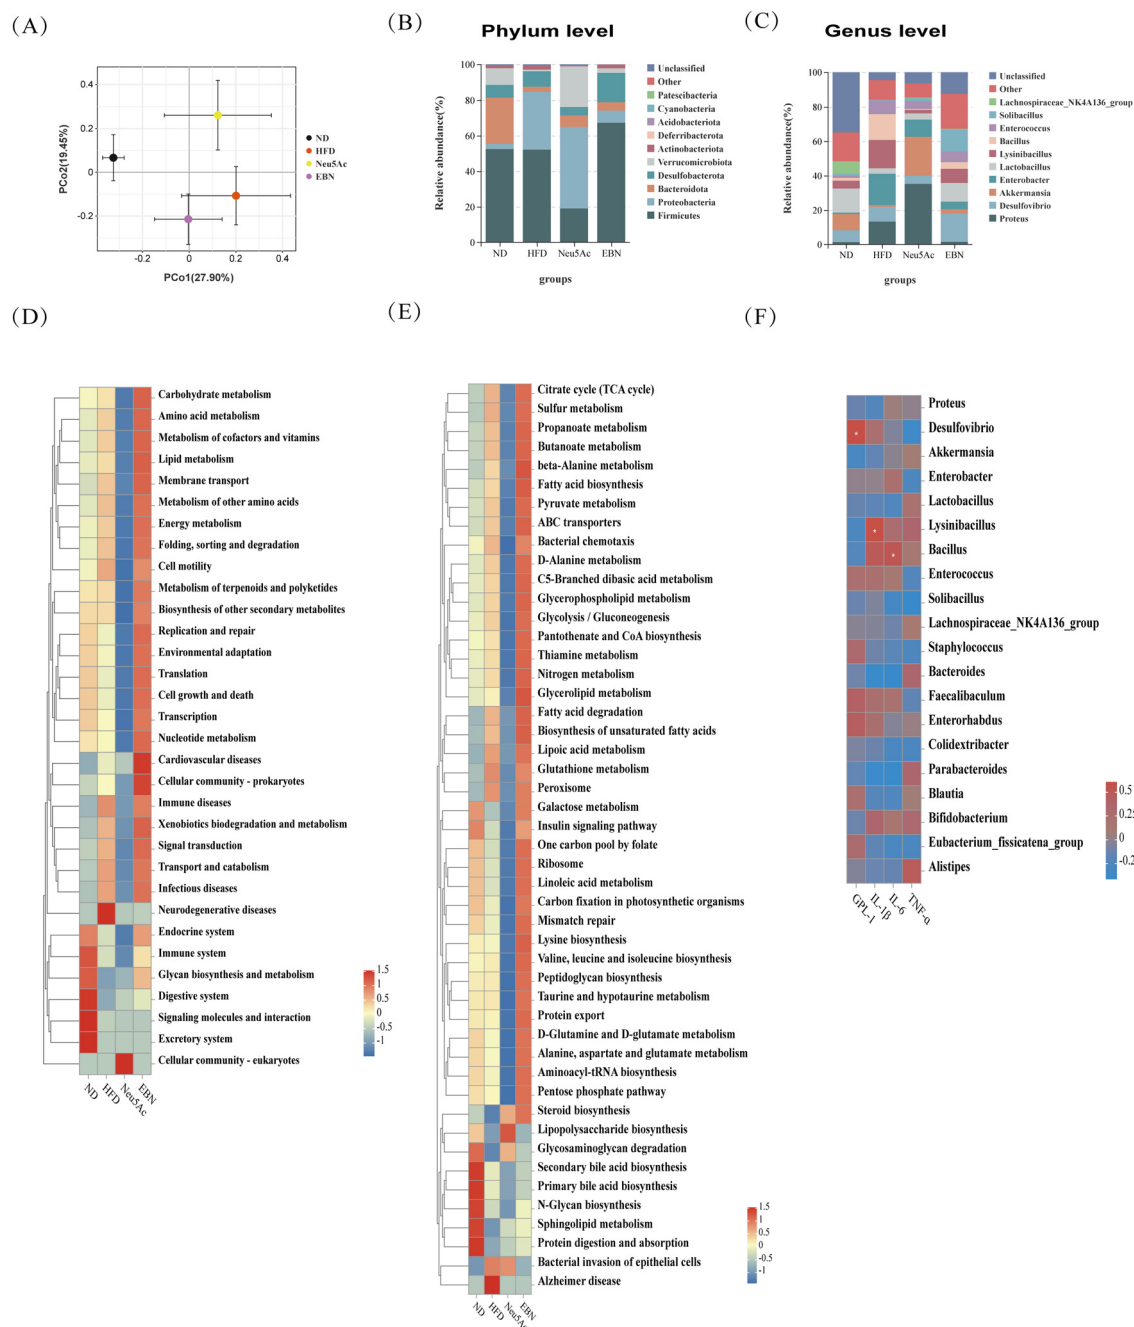 (A)
0.4
0.2
0
-0.2
-0.2
0
0.2
0.4
PCo2(19.45%)
PCo1(27.90%)
ND
HFD
Neu5Ac
EBN
(B)
Phylum level
100
80
60
40
20
0
Relative abundance(%)
ND
HFD
Neu5Ac
EBN
groups
Unclassified
Other
Patescibacteria
Cyanobacteria
Acidobacteriota
Deferribacterota
Actinobacteriota
Verrucomicrobiota
Desulfobacterota
Bacteroidota
Proteobacteria
Firmicutes
(C)
Genus level
100
80
60
40
20
0
Relative abundance(%)
ND
HFD
Neu5Ac
EBN
groups
Unclassified
Other
Lachnospiraceae_NK4A136_group
Solibacillus
Enterococcus
Bacillus
Lysinibacillus
Lactobacillus
Enterobacter
Akkermansia
Desulfovibrio
Proteus
(D)
Carbohydrate metabolism
Amino acid metabolism
Metabolism of cofactors and vitamins
Lipid metabolism
Membrane transport
Metabolism of other amino acids
Energy metabolism
Folding, sorting and degradation
Cell motility
Metabolism of terpenoids and polyketides
Biosynthesis of other secondary metabolites
Replication and repair
Environmental adaptation
Translation
Cell growth and death
Transcription
Nucleotide metabolism
Cardiovascular diseases
Cellular community - prokaryotes
Immune diseases
Xenobiotics biodegradation and metabolism
Signal transduction
Transport and catabolism
Infectious diseases
Neurodegenerative diseases
Endocrine system
Immune system
Glycan biosynthesis and metabolism
Digestive system
Signaling molecules and interaction
Excretory system
Cellular community - eukaryotes
ND
HFD
Neu5Ac
EBN
1.5
1
0.5
0
-0.5
-1
(E)
Citrate cycle (TCA cycle)
Sulfur metabolism
Propanoate metabolism
Butanoate metabolism
beta-Alanine metabolism
Fatty acid biosynthesis
Pyruvate metabolism
ABC transporters
Bacterial chemotaxis
D-Alanine metabolism
C5-Branched dibasic acid metabolism
Glycerophospholipid metabolism
Glycolysis / Gluconeogenesis
Pantothenate and CoA biosynthesis
Thiamine metabolism
Nitrogen metabolism
Glycerolipid metabolism
Fatty acid degradation
Biosynthesis of unsaturated fatty acids
Lipoic acid metabolism
Glutathione metabolism
Peroxisome
Galactose metabolism
Insulin signaling pathway
One carbon pool by folate
Ribosome
Linoleic acid metabolism
Carbon fixation in photosynthetic organisms
Mismatch repair
Lysine biosynthesis
Valine, leucine and isoleucine biosynthesis
Peptidoglycan biosynthesis
Taurine and hypotaurine metabolism
Protein export
D-Glutamine and D-glutamate metabolism
Alanine, aspartate and glutamate metabolism
Aminoacyl-tRNA biosynthesis
Pentose phosphate pathway
Steroid biosynthesis
Lipopolysaccharide biosynthesis
Glycosaminoglycan degradation
Secondary bile acid biosynthesis
Primary bile acid biosynthesis
N-Glycan biosynthesis
Sphingolipid metabolism
Protein digestion and absorption
Bacterial invasion of epithelial cells
Alzheimer disease
ND
HFD
Neu5Ac
EBN
1.5
1
0.5
0
-0.5
-1
(F)
Proteus
Desulfovibrio
Akkermansia
Enterobacter
Lactobacillus
Lysinibacillus
Bacillus
Enterococcus
Solibacillus
Lachnospiraceae_NK4A136_group
Staphylococcus
Bacteroides
Faecalibaculum
Enterorhabdus
Colidextribacter
Parabacteroides
Blautia
Bifidobacterium
Eubacterium_fissicatena_group
Alistipes
GPL-1
IL-1β
IL-6
TNF-α
0.5
0.25
0
-0.2